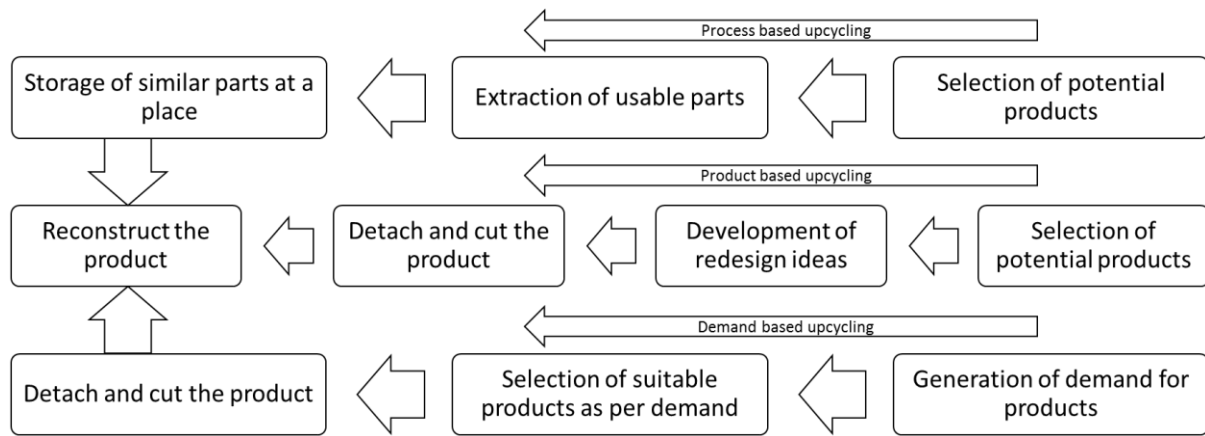 Process based upcycling
Storage of similar parts at a
place
Extraction of usable parts
Selection of potential
products
Product based upcycling
Reconstruct the
product
Detach and cut the
product
Development of
redesign ideas
Selection of
potential products
Demand based upcycling
Detach and cut the product
Selection of suitable
products as per demand
Generation of demand for
products